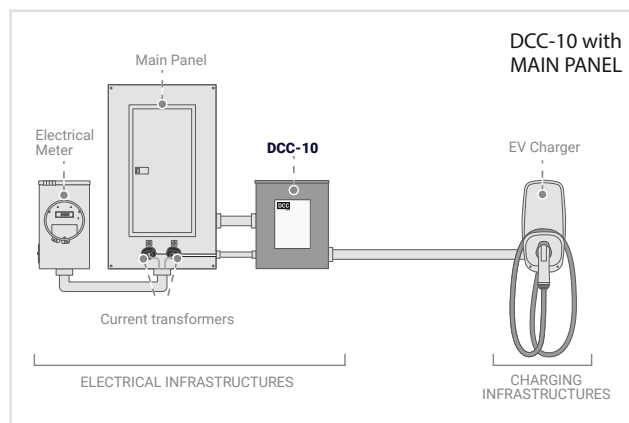 DCC-10 with
MAIN PANEL
Main Panel
Electrical
Meter
DCC-10
EV Charger
DCC
Current transformers
ELECTRICAL INFRASTRUCTURES
CHARGING
INFRASTRUCTURES